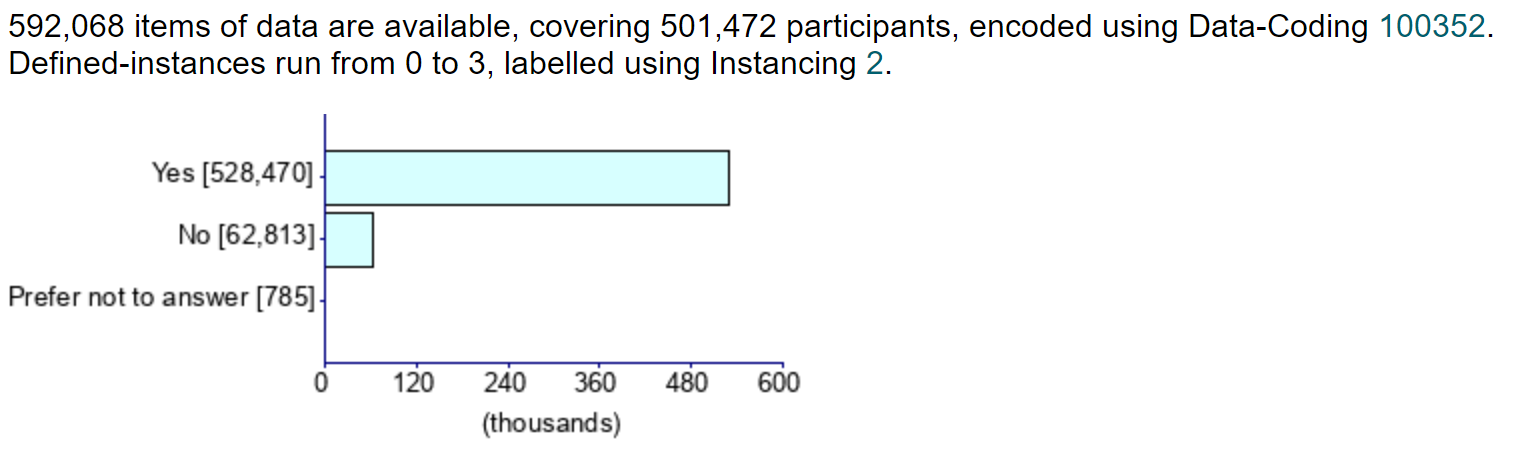 592,068 items of data are available, covering 501,472 participants, encoded using Data-Coding 100352.
Defined-instances run from 0 to 3, labelled using Instancing 2.
Yes [528,470]
No [62,813]
Prefer not to answer [785]
0 120 240 360 480 600
(thousands)